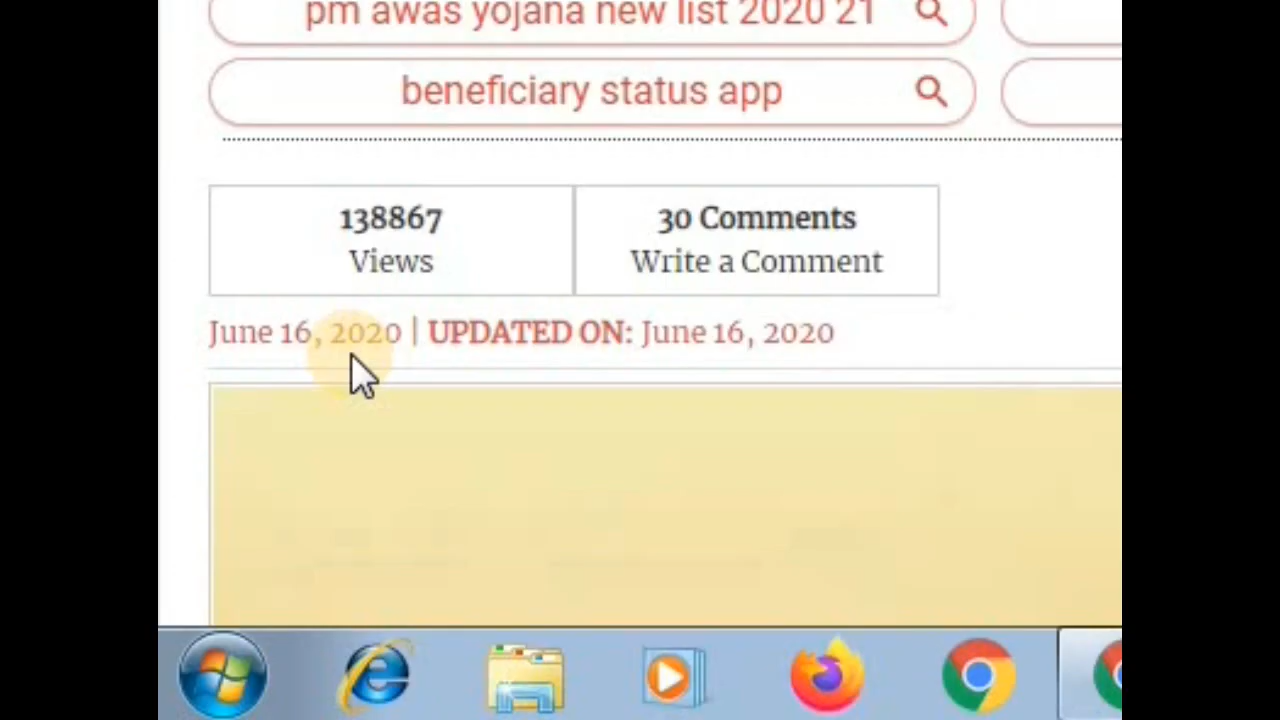 pm awas yojana new list 2020 21
beneficiary status app
138867
Views
30 Comments
Write a Comment
June 16, 2020 | UPDATED ON: June 16, 2020